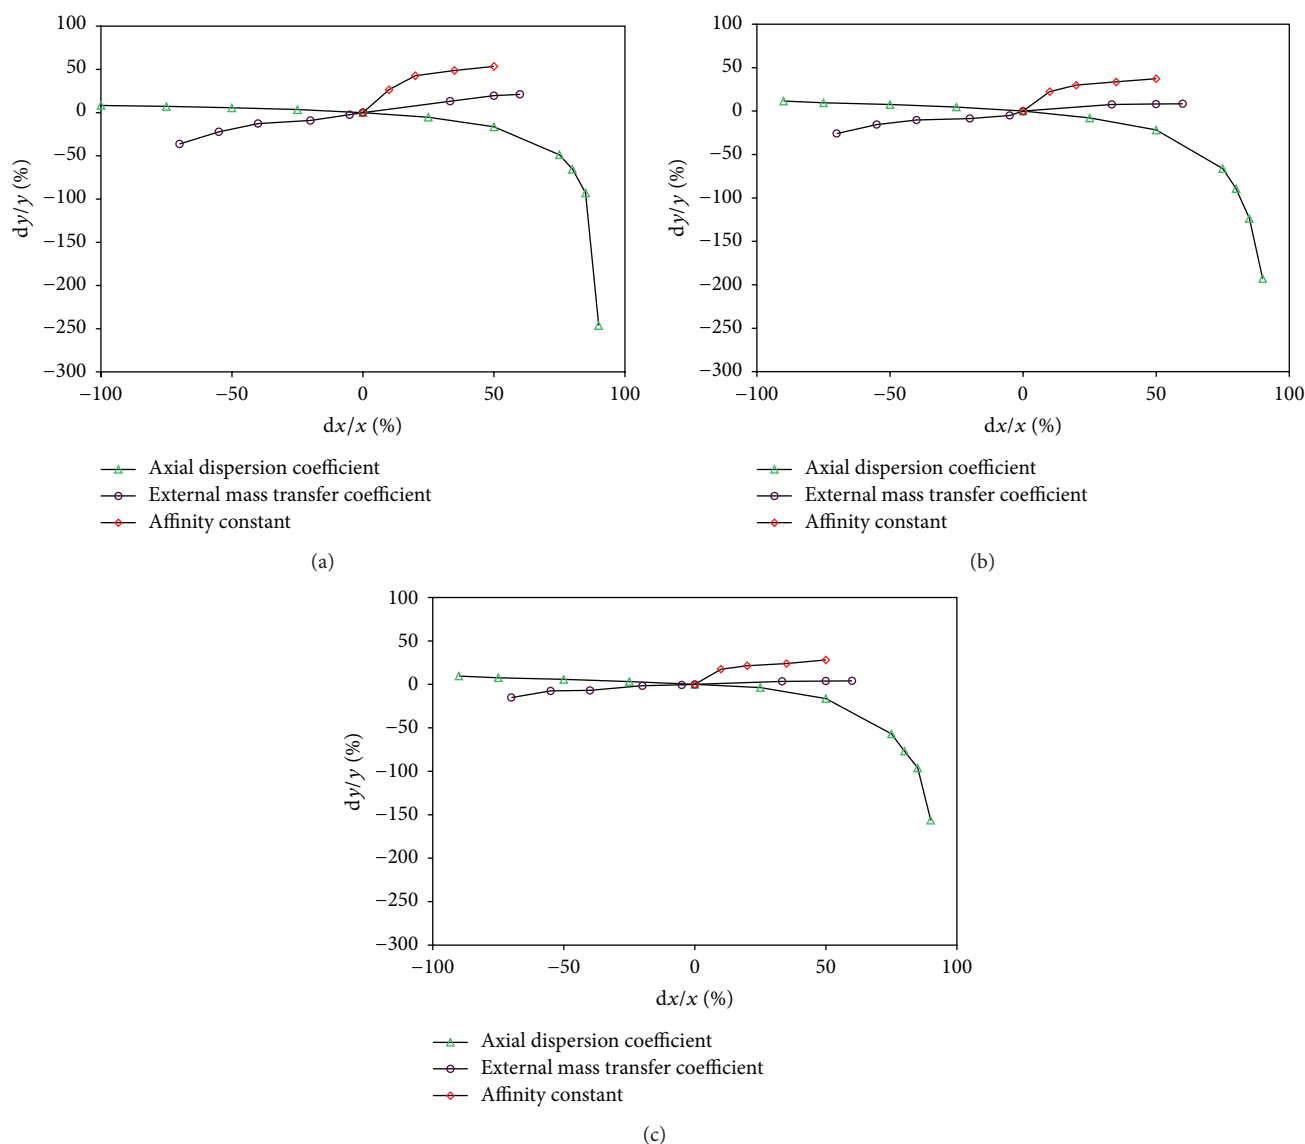 100
50
0
−50
−100
−150
−200
−250
−300
dy/y (%)
−100 −50 0 50 100
dx/x (%)
Axial dispersion coefficient
External mass transfer coefficient
Affinity constant
(a)
100
50
0
−50
−100
−150
−200
−250
−300
dy/y (%)
−100 −50 0 50 100
dx/x (%)
Axial dispersion coefficient
External mass transfer coefficient
Affinity constant
(b)
100
50
0
−50
−100
−150
−200
−250
−300
dy/y (%)
−100 −50 0 50 100
dx/x (%)
Axial dispersion coefficient
External mass transfer coefficient
Affinity constant
(c)